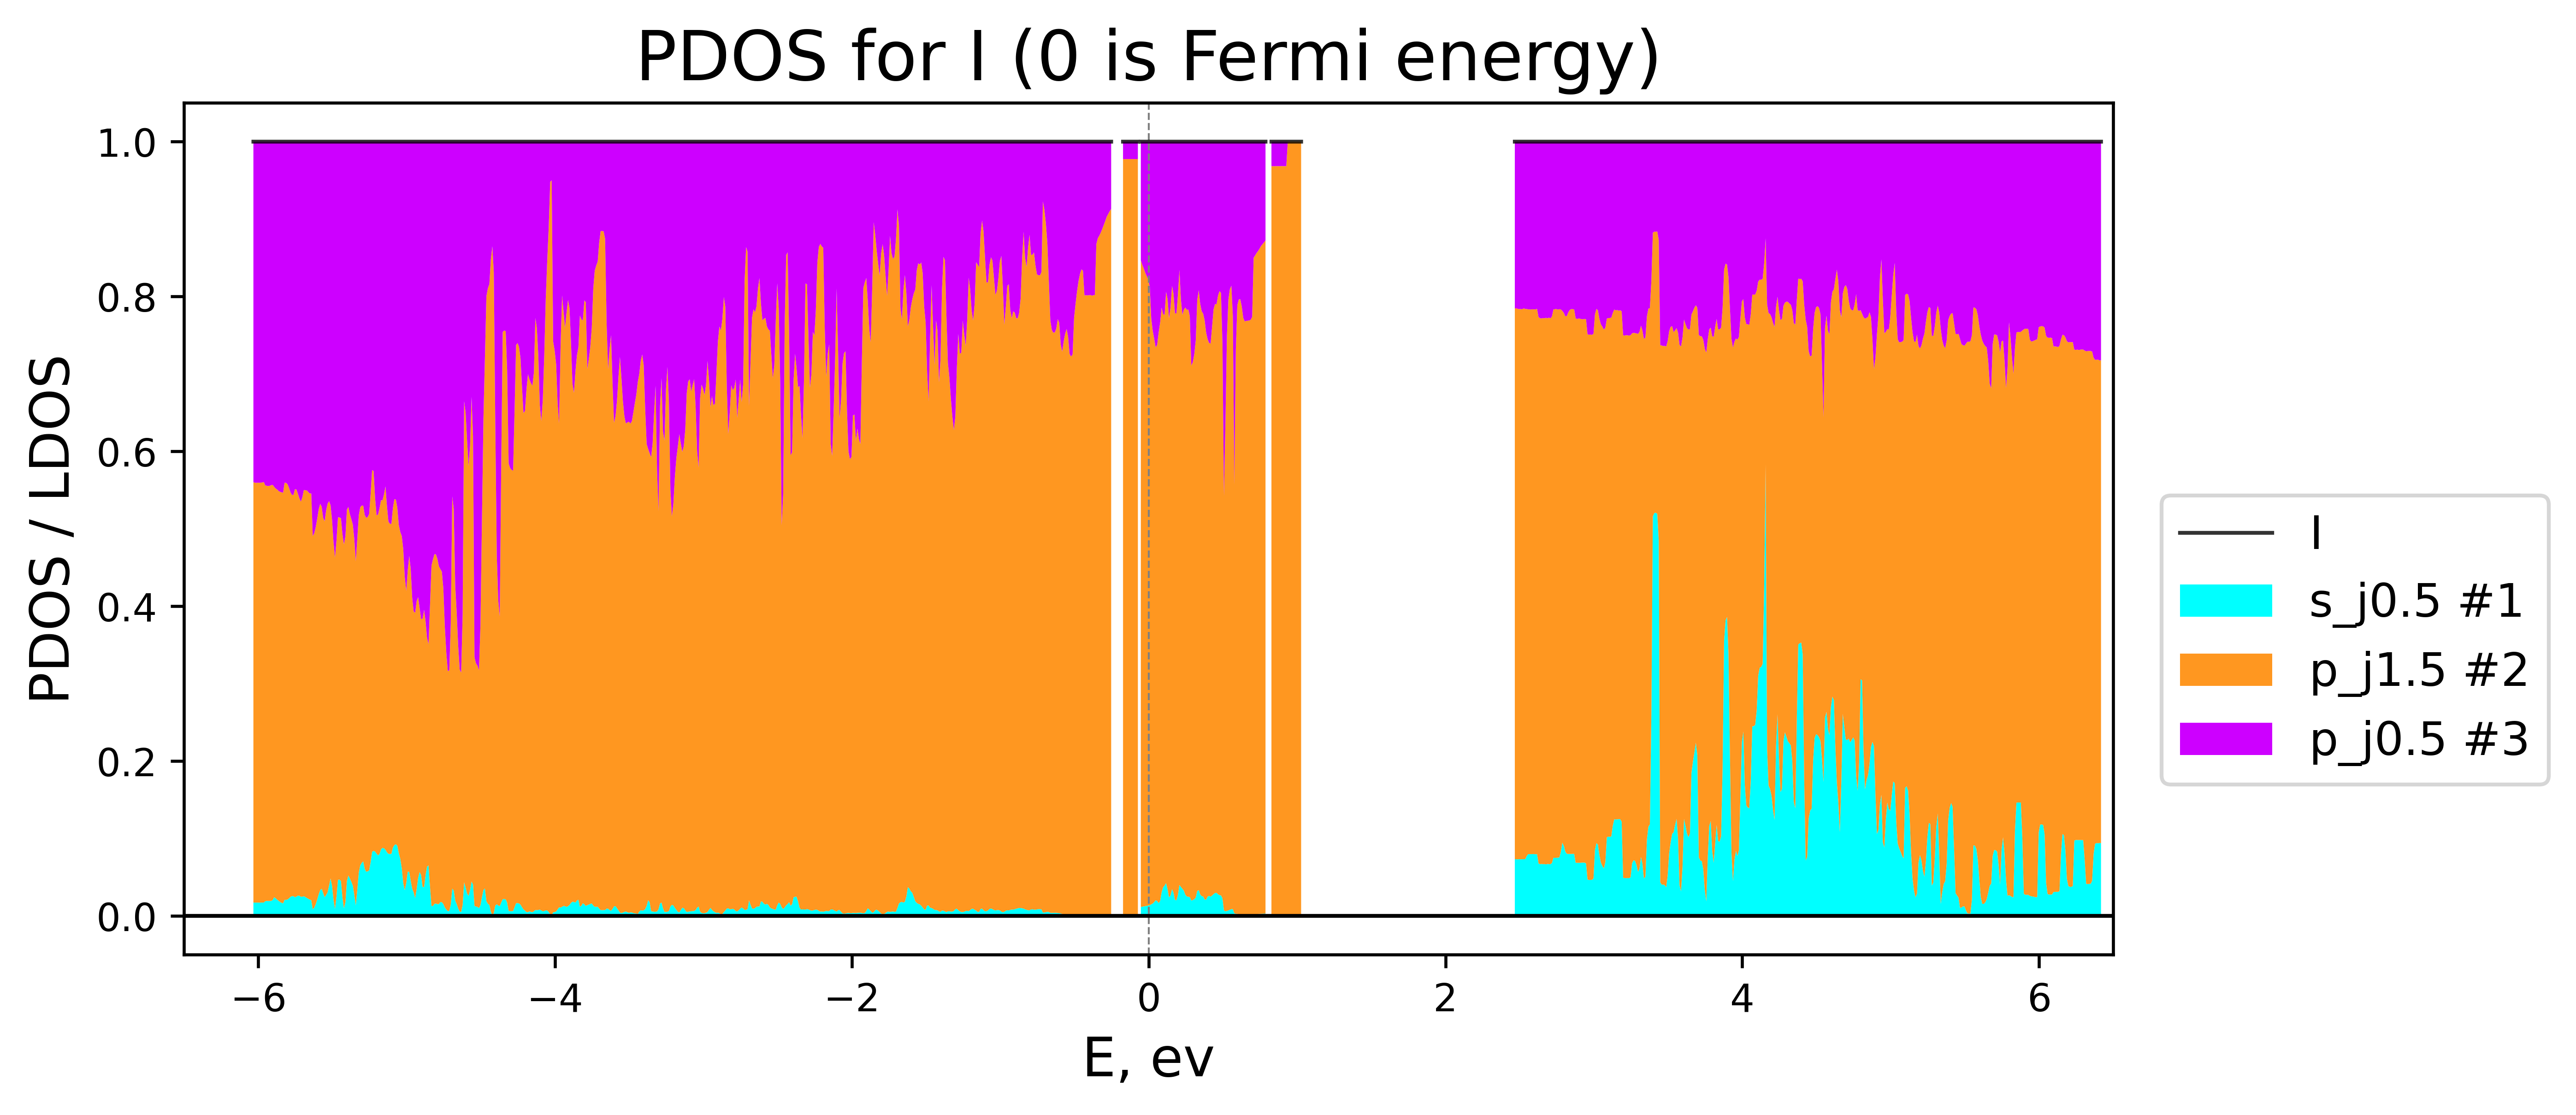 PDOS for I (0 is Fermi energy)
PDOS / LDOS
1.0
0.8
0.6
0.4
0.2
0.0
−6
−4
−2
0
2
4
6
E, ev
I
s_j0.5 #1
p_j1.5 #2
p_j0.5 #3